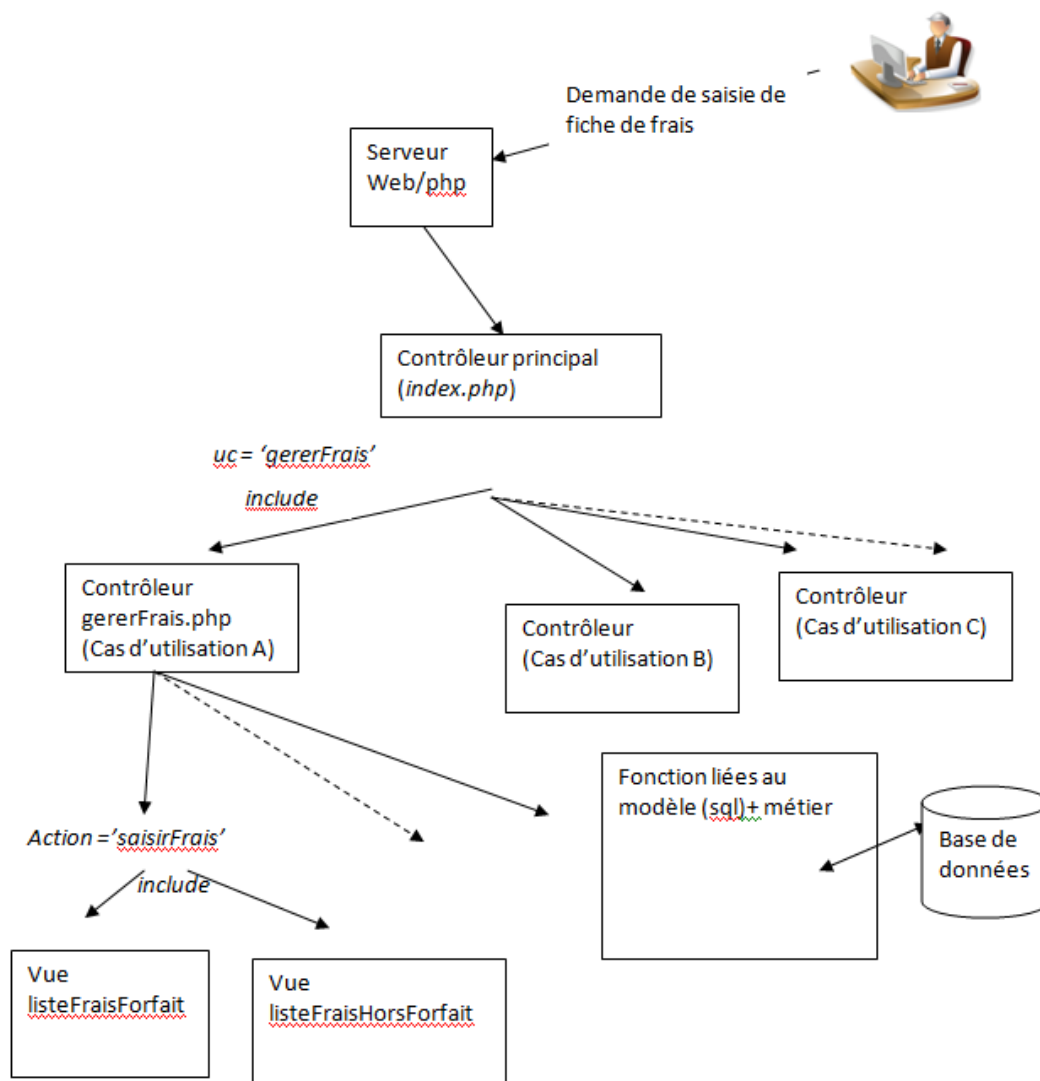 Demande de saisie de
fiche de frais
Serveur
Web/php
Contrôleur principal
(index.php)
uc = ‘gererFrais’
include
Contrôleur
gererFrais.php
(Cas d’utilisation A)
Contrôleur
(Cas d’utilisation B)
Contrôleur
(Cas d’utilisation C)
Fonction liées au
modèle (sql)+ métier
Base de
données
Action =’saisirFrais’
include
Vue
listeFraisForfait
Vue
listeFraisHorsForfait